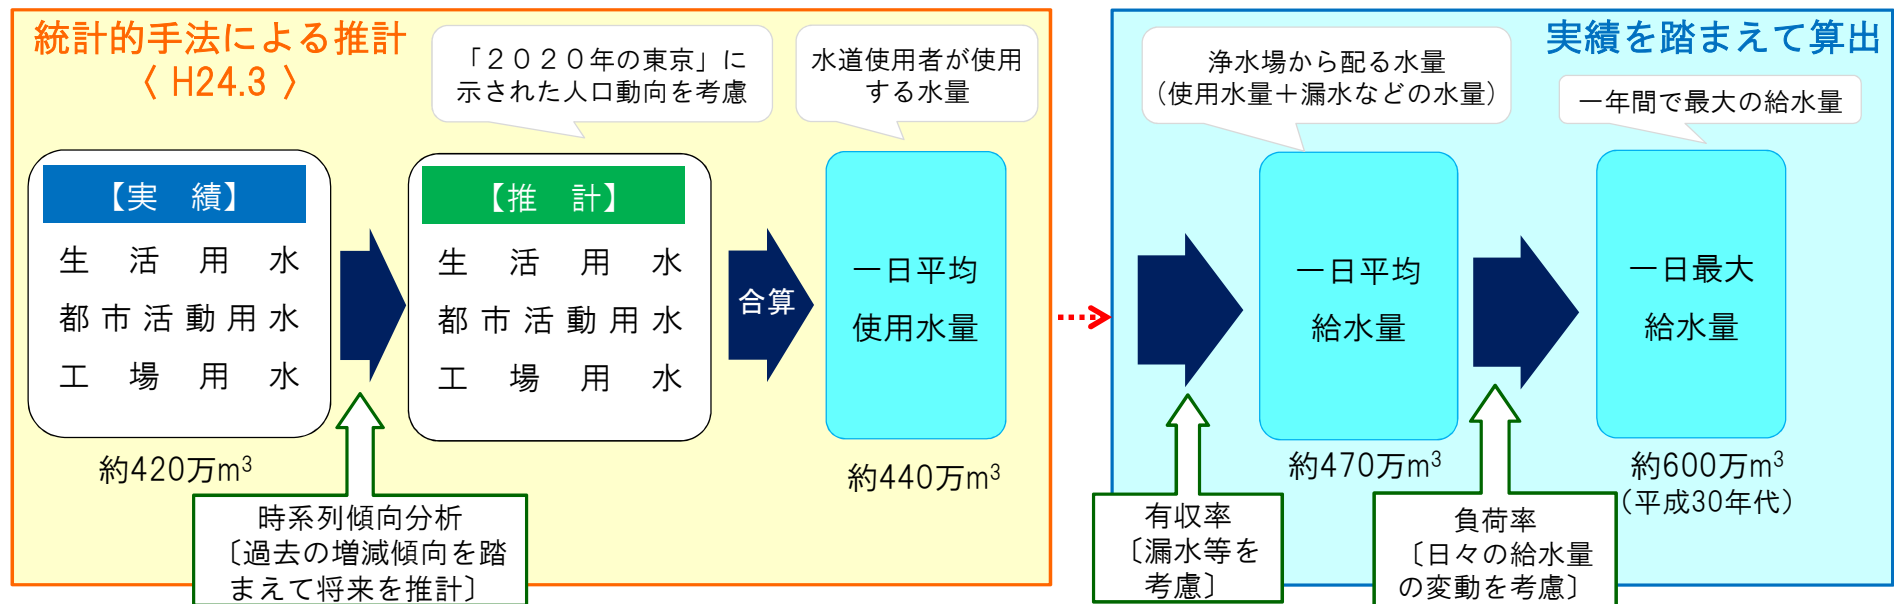 統計的手法による推計
〈 H24.3 〉
「２０２０年の東京」に
示された人口動向を考慮
水道使用者が使用
する水量
【実　績】
生活用水
都市活動用水
工場用水
約420万m³
時系列傾向分析
〔過去の増減傾向を踏
まえて将来を推計〕
【推　計】
生活用水
都市活動用水
工場用水
合算
一日平均
使用水量
約440万m³
実績を踏まえて算出
浄水場から配る水量
（使用水量＋漏水などの水量）
一年間で最大の給水量
有収率
〔漏水等を
考慮〕
一日平均
給水量
約470万m³
負荷率
〔日々の給水量
の変動を考慮〕
一日最大
給水量
約600万m³
（平成30年代）